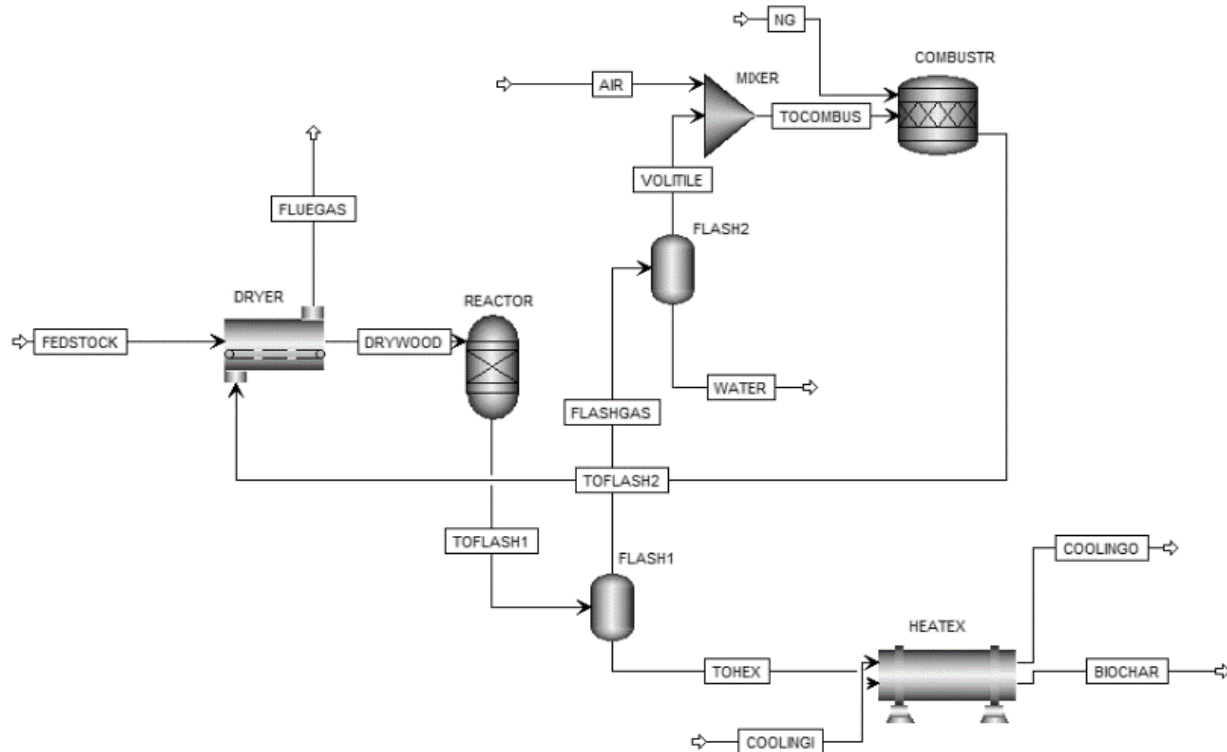 NG
COMBUSTR
MIXER
AIR
TOCOMBUS
VOLITILE
FLUEGAS
FLASH2
DRYER
REACTOR
FEDSTOCK
DRYWOOD
WATER
FLASHGAS
TOFLASH2
TOFLASH1
FLASH1
COOLINGO
HEATEX
TOHEX
BIOCHAR
COOLINGI